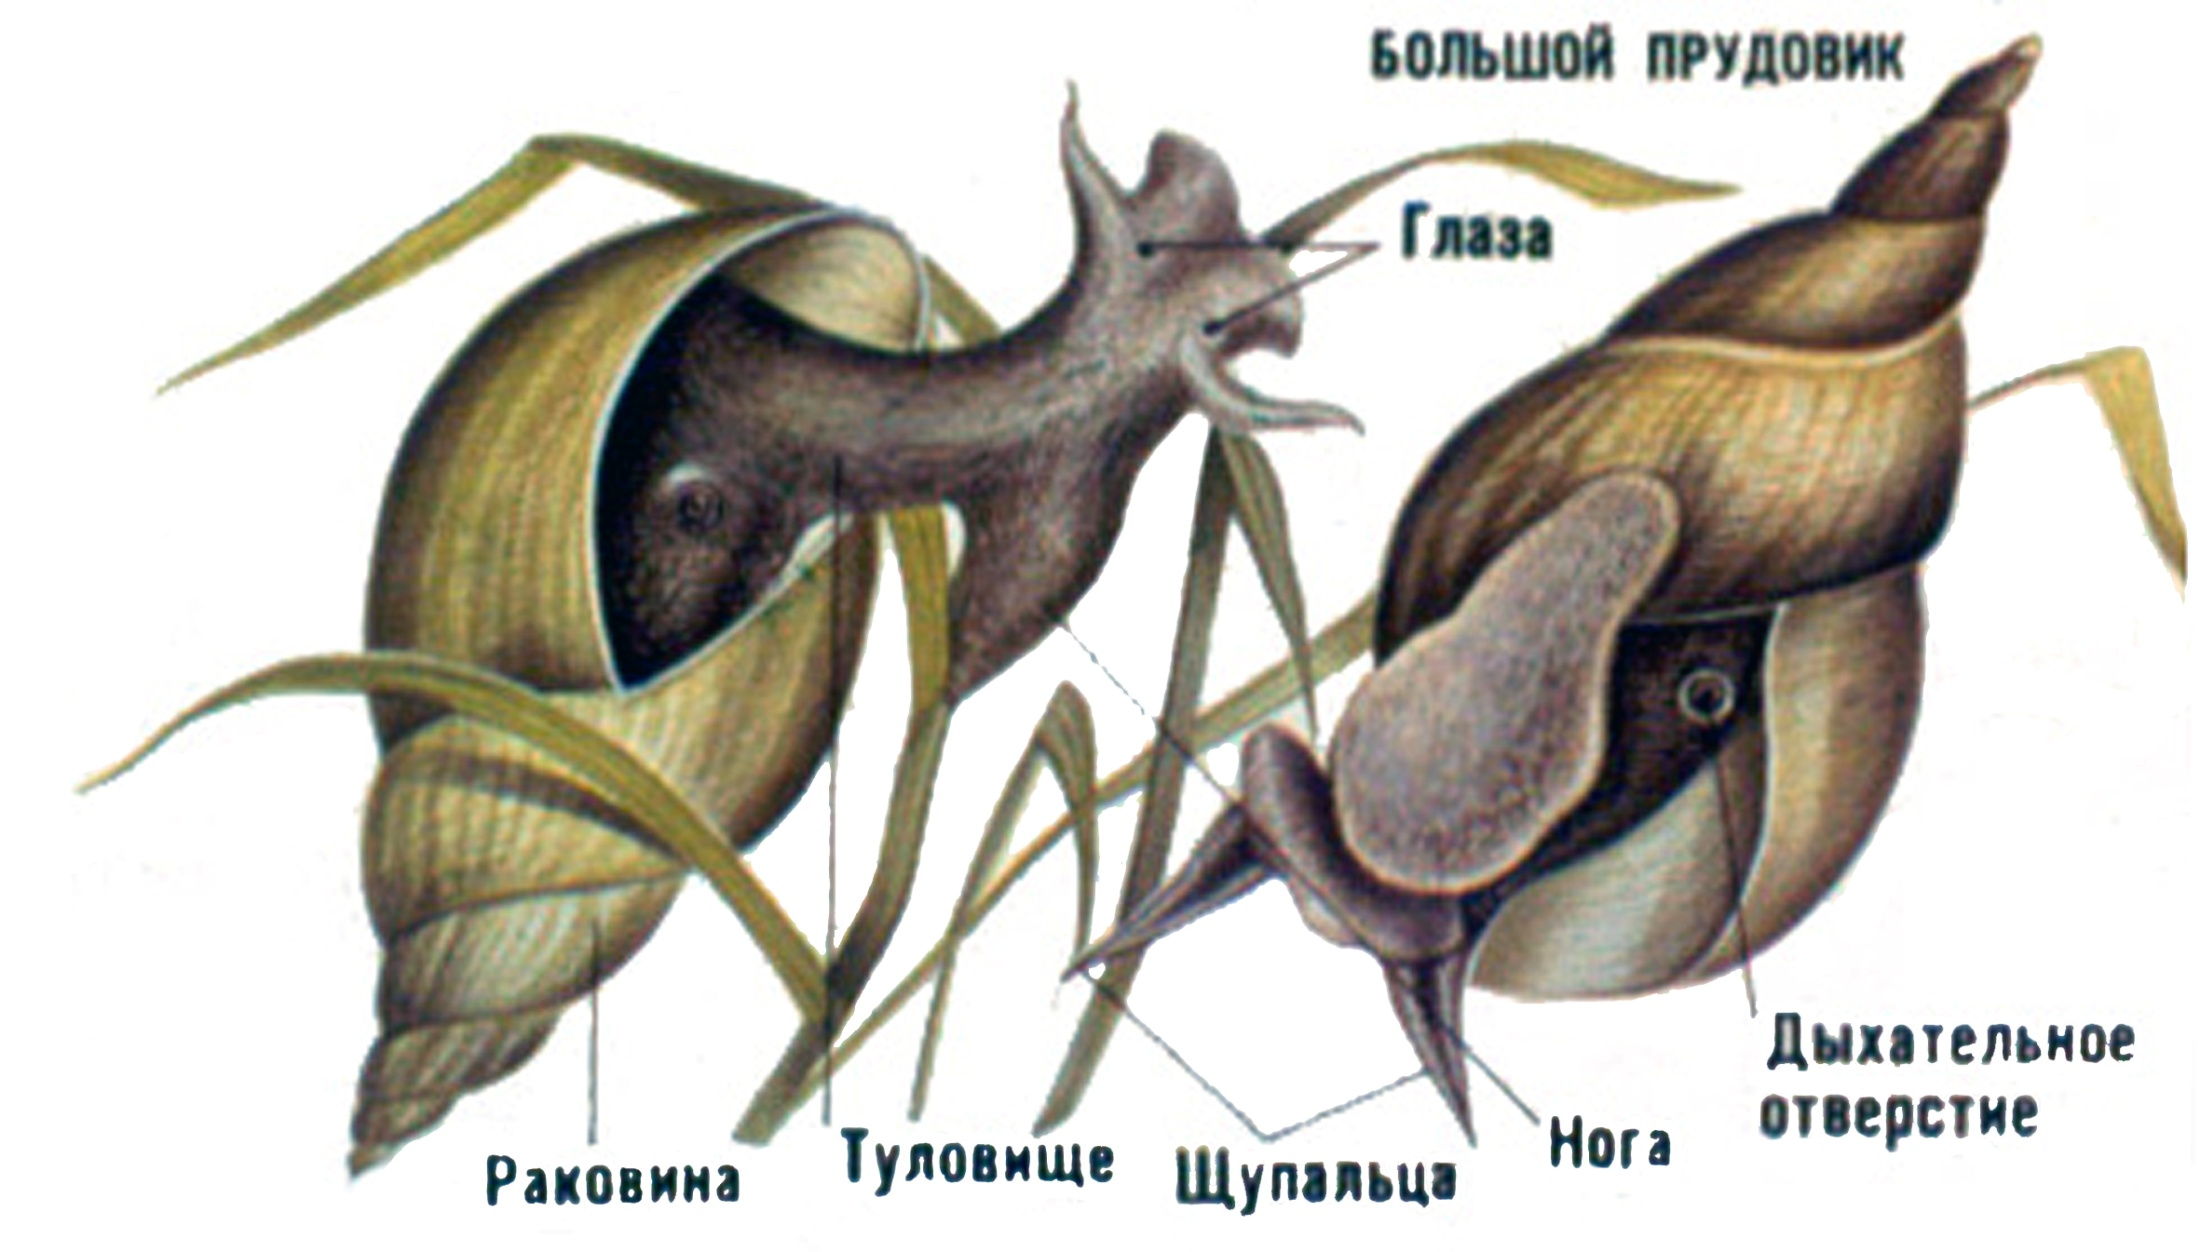 БОЛЬШОЙ ПРУДОВИК
Глаза
Дыхательное
отверстие
Раковина
Туловище
Щупальца
Нога